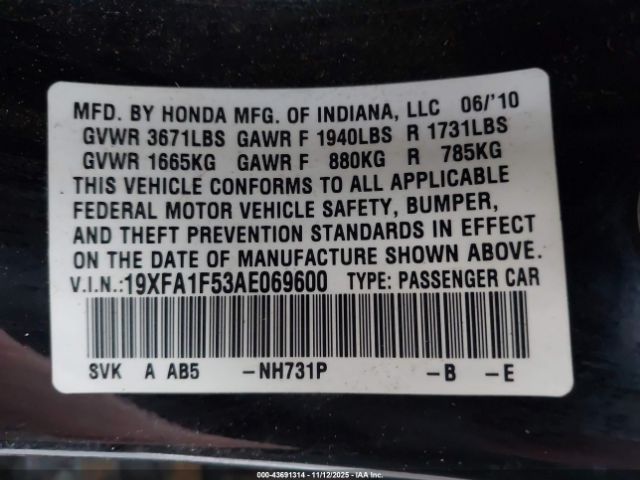 MFD. BY HONDA MFG. OF INDIANA, LLC 06/'10
GVWR 3671LBS GAWR F 1940LBS R 1731LBS
GVWR 1665KG GAWR F 880KG R 785KG
THIS VEHICLE CONFORMS TO ALL APPLICABLE
FEDERAL MOTOR VEHICLE SAFETY, BUMPER,
AND THEFT PREVENTION STANDARDS IN EFFECT
ON THE DATE OF MANUFACTURE SHOWN ABOVE.
V.I.N.:19XFA1F53AE069600 TYPE: PASSENGER CAR
SVK A AB5 -NH731P -B -E
000-43691314 - 11/12/2025 - IAA Inc.